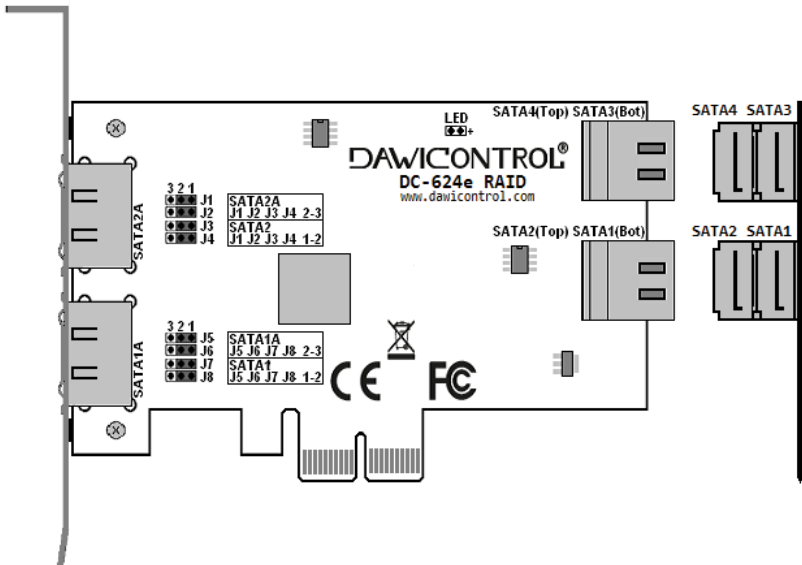 LED
+
SATA4(Top) SATA3(Bot)
SATA4 SATA3
DAWICONTROL®
DC-624e RAID
www.dawicontrol.com
3 2 1
J1
J2
J3
J4
SATA2A
J1 J2 J3 J4 2-3
SATA2
J1 J2 J3 J4 1-2
SATA2A
SATA2(Top) SATA1(Bot)
SATA2 SATA1
3 2 1
J5
J6
J7
J8
SATA1A
J5 J6 J7 J8 2-3
SATA1
J5 J6 J7 J8 1-2
SATA1A
CE
FC